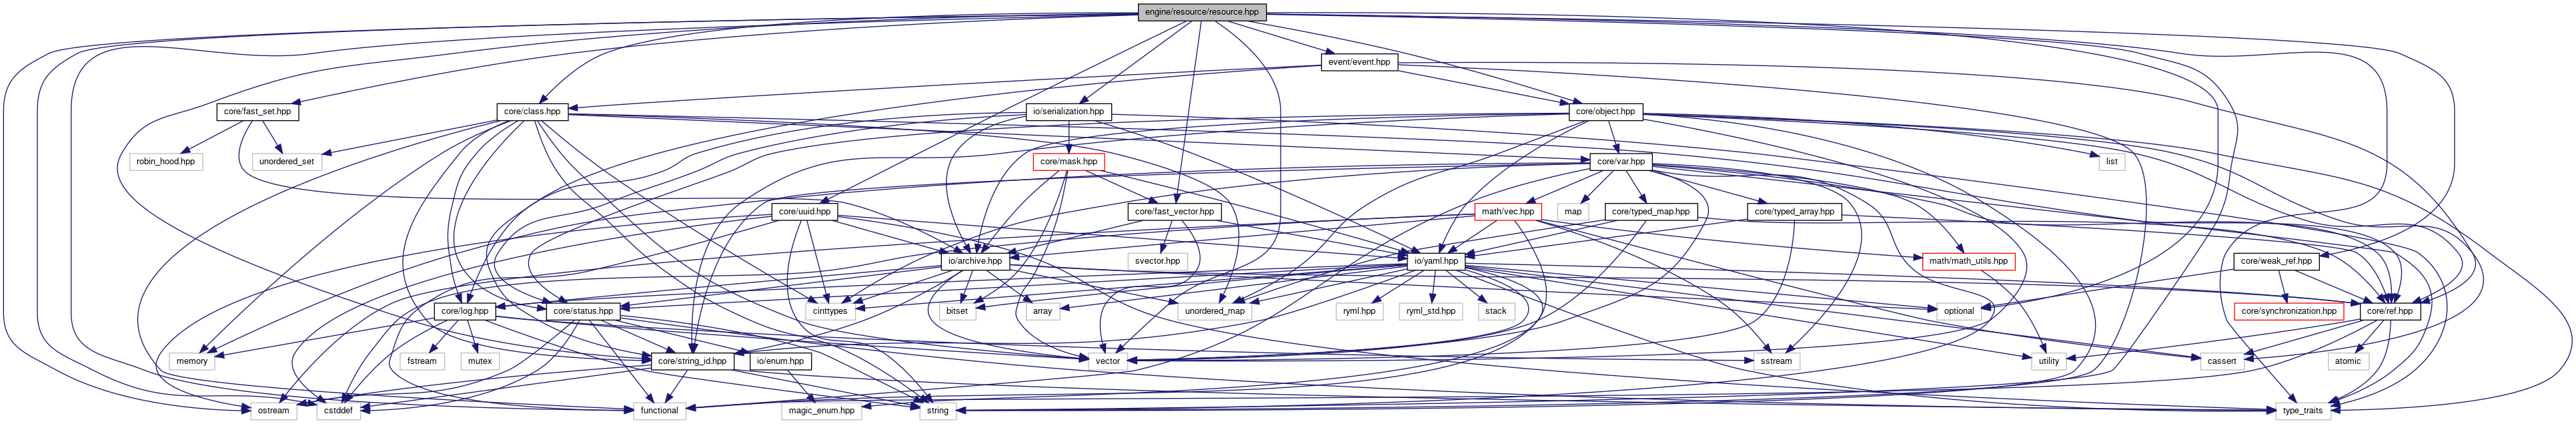 engine/resource/resource.hpp
event/event.hpp
core/fast_set.hpp
core/class.hpp
io/serialization.hpp
core/object.hpp
robin_hood.hpp
unordered_set
core/mask.hpp
core/var.hpp
list
core/uuid.hpp
core/fast_vector.hpp
math/vec.hpp
map
core/typed_map.hpp
core/typed_array.hpp
io/archive.hpp
svector.hpp
io/yaml.hpp
math/math_utils.hpp
core/weak_ref.hpp
core/log.hpp
core/status.hpp
cinttypes
bitset
array
unordered_map
ryml.hpp
ryml_std.hpp
stack
optional
core/synchronization.hpp
core/ref.hpp
memory
fstream
mutex
core/string_id.hpp
io/enum.hpp
vector
sstream
utility
cassert
atomic
ostream
cstddef
functional
magic_enum.hpp
string
type_traits